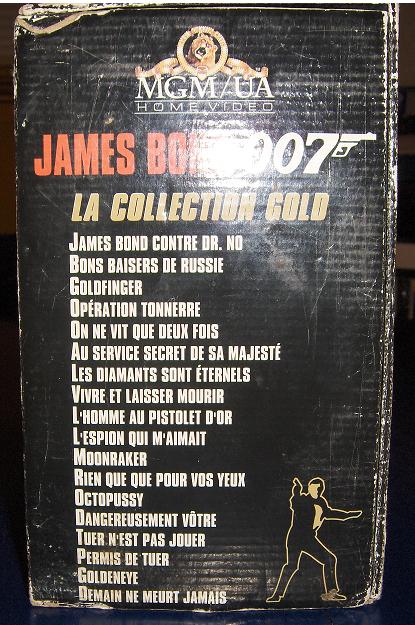 MGM/UA
HOME VIDEO
JAMES BOND 007
LA COLLECTION GOLD
JAMES BOND CONTRE DR. NO
BONS BAISERS DE RUSSIE
GOLDFINGER
OPÉRATION TONNERRE
ON NE VIT QUE DEUX FOIS
AU SERVICE SECRET DE SA MAJESTÉ
LES DIAMANTS SONT ÉTERNELS
VIVRE ET LAISSER MOURIR
L'HOMME AU PISTOLET D'OR
L'ESPION QUI M'AIMAIT
MOONRAKER
RIEN QUE QUE POUR VOS YEUX
OCTOPUSSY
DANGEREUSEMENT VÔTRE
TUER N'EST PAS JOUER
PERMIS DE TUER
GOLDENEYE
DEMAIN NE MEURT JAMAIS